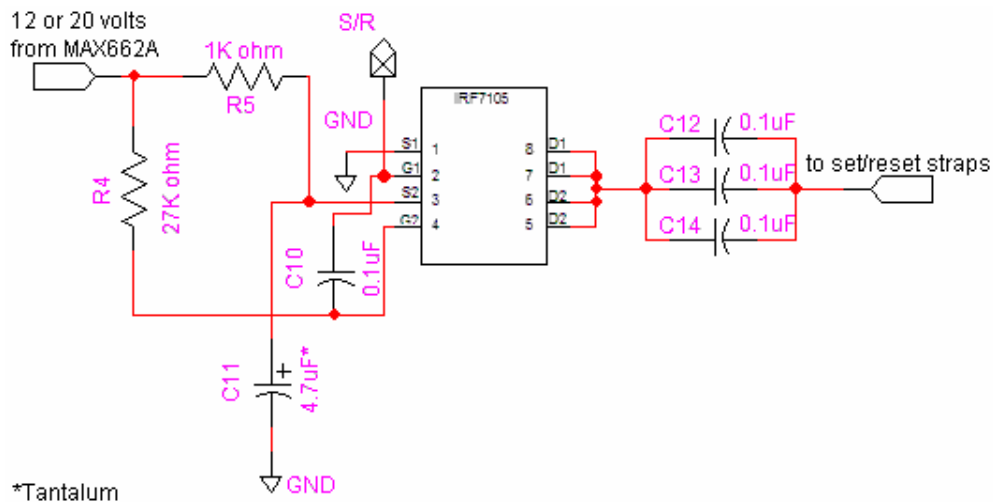 12 or 20 volts
from MAX662A
S/R
1K ohm
R5
IRF7105
GND
S1 1 8 D1
G1 2 7 D1
S2 3 6 D2
G2 4 5 D2
C12 0.1uF
C13 0.1uF
C14 0.1uF
to set/reset straps
R4
27K ohm
C10
0.1uF
C11
+
4.7uF*
GND
*Tantalum